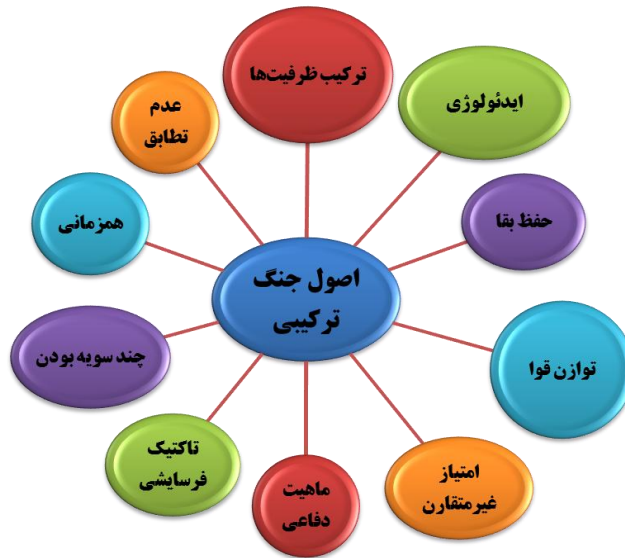 ترکیب ظرفیت‌ها
ایدئولوژی
عدم
تطابق
حفظ بقا
همزمانی
اصول جنگ
ترکیبی
چند سویه بودن
توازن قوا
تاکتیک
فرسایشی
امتیاز
غیرمتقارن
ماهیت
دفاعی